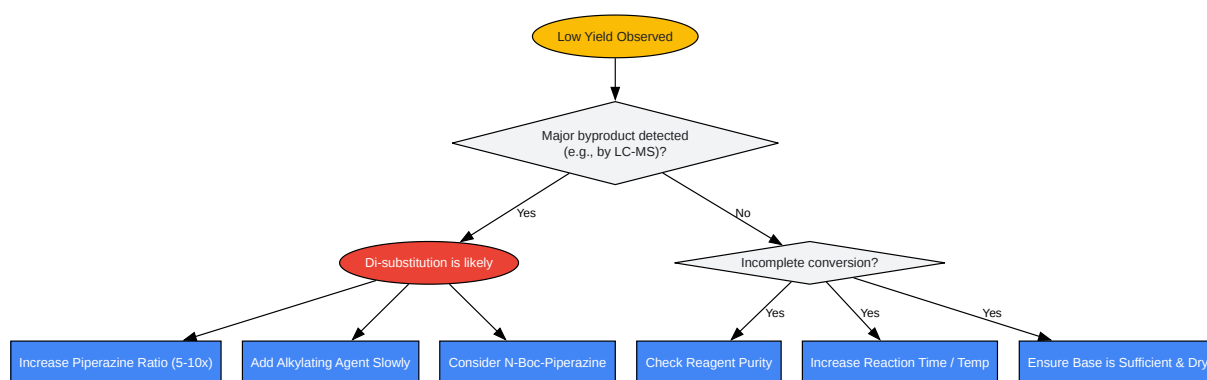 Low Yield Observed
Major byproduct detected
(e.g., by LC-MS)?
Yes
No
Di-substitution is likely
Incomplete conversion?
Yes
Yes
Yes
Increase Piperazine Ratio (5-10x)
Add Alkylating Agent Slowly
Consider N-Boc-Piperazine
Check Reagent Purity
Increase Reaction Time / Temp
Ensure Base is Sufficient & Dry